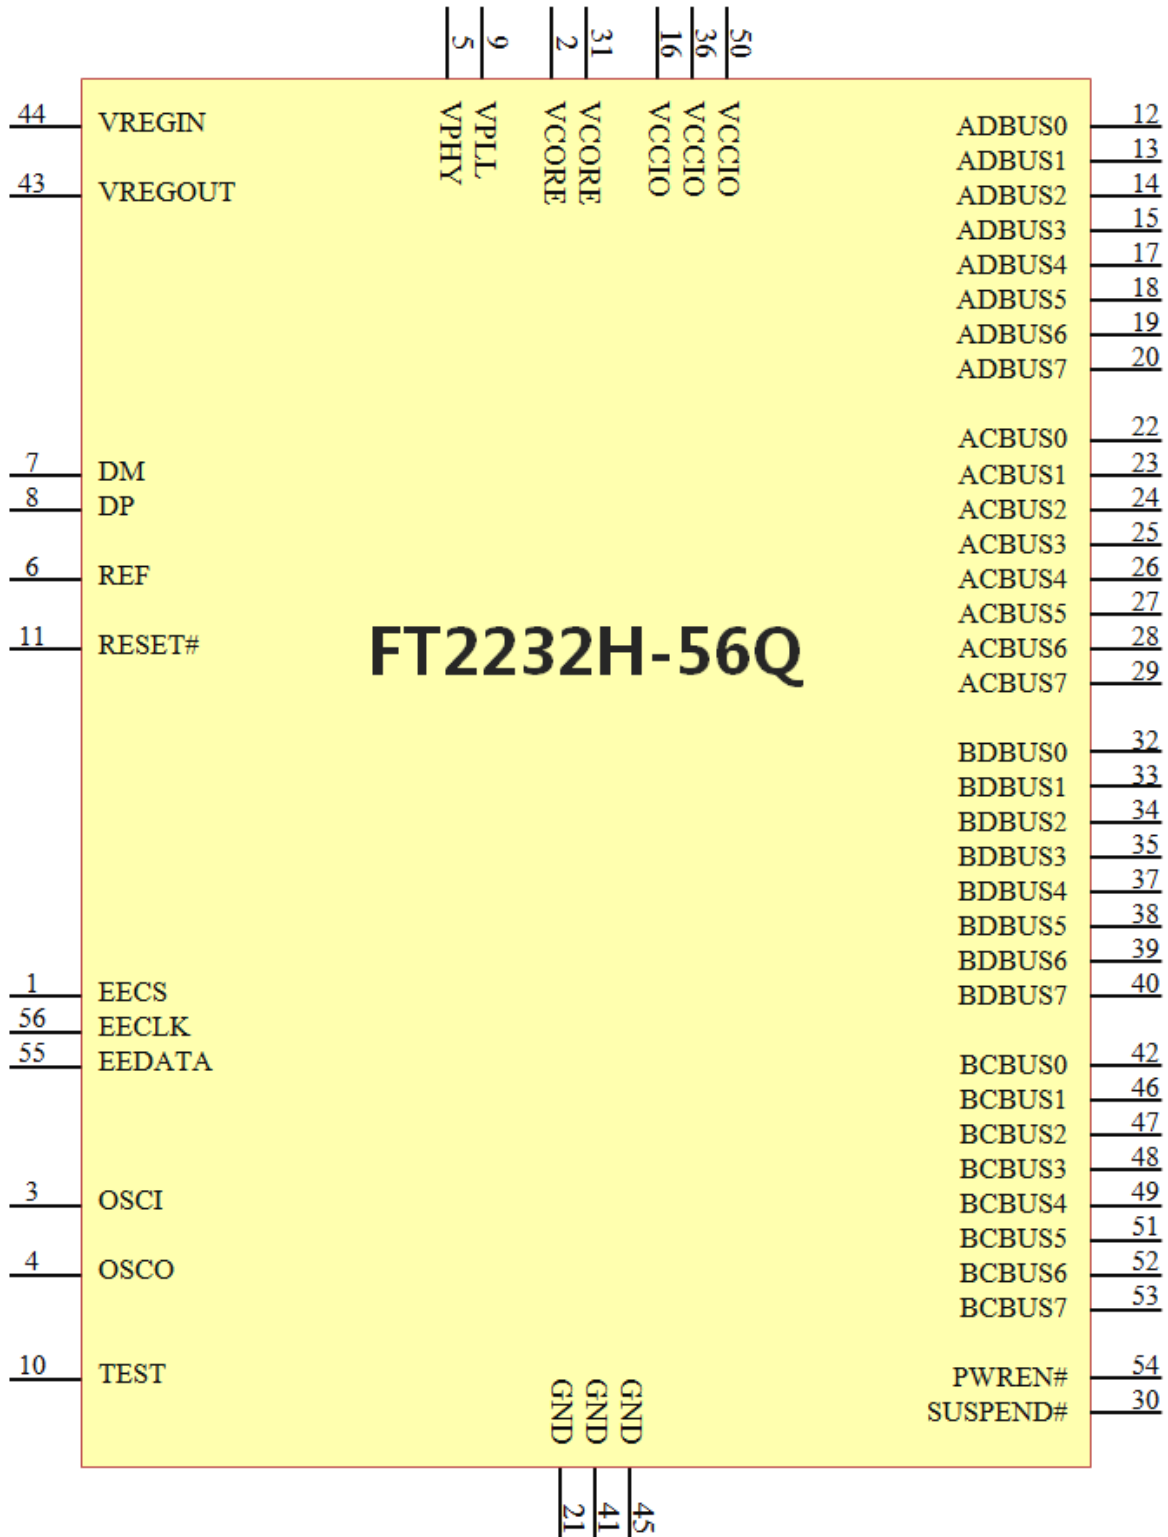 5 9 2 31 16 36 50
VPHY VPLL VCORE VCORE VCCIO VCCIO VCCIO
44 VREGIN
43 VREGOUT
7 DM
8 DP
6 REF
11 RESET#
1 EECS
56 EECLK
55 EEDATA
3 OSCI
4 OSCO
10 TEST
FT2232H-56Q
ADBUS0 12
ADBUS1 13
ADBUS2 14
ADBUS3 15
ADBUS4 17
ADBUS5 18
ADBUS6 19
ADBUS7 20
ACBUS0 22
ACBUS1 23
ACBUS2 24
ACBUS3 25
ACBUS4 26
ACBUS5 27
ACBUS6 28
ACBUS7 29
BDBUS0 32
BDBUS1 33
BDBUS2 34
BDBUS3 35
BDBUS4 37
BDBUS5 38
BDBUS6 39
BDBUS7 40
BCBUS0 42
BCBUS1 46
BCBUS2 47
BCBUS3 48
BCBUS4 49
BCBUS5 51
BCBUS6 52
BCBUS7 53
PWREN# 54
SUSPEND# 30
GND GND GND
21 41 45